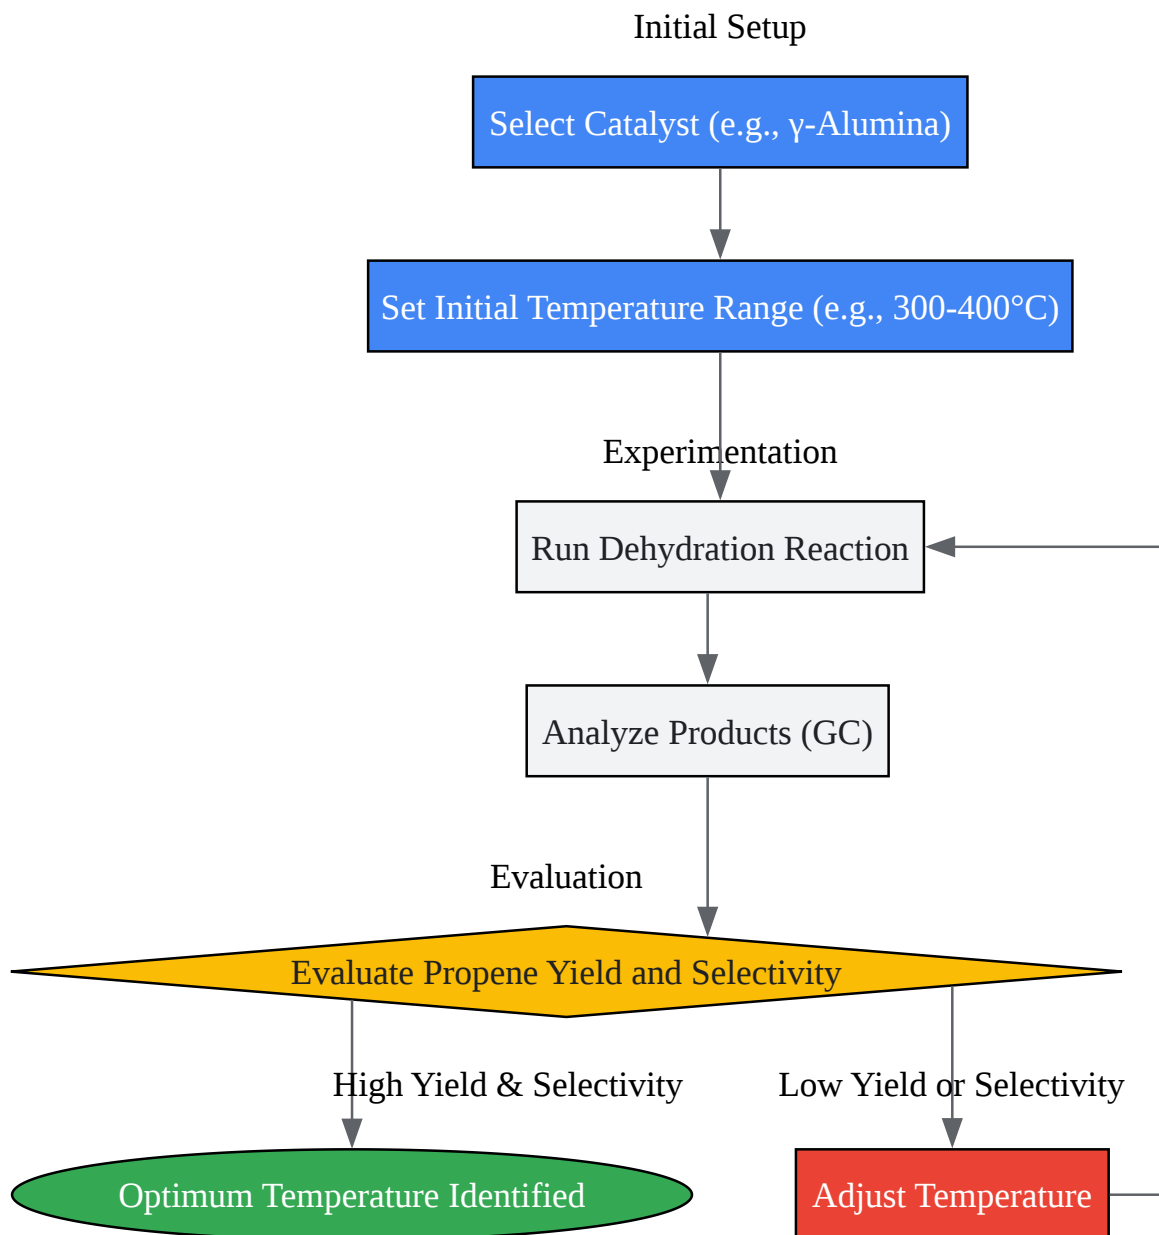 Initial Setup
Select Catalyst (e.g., γ-Alumina)
Set Initial Temperature Range (e.g., 300-400°C)
Experimentation
Run Dehydration Reaction
Analyze Products (GC)
Evaluation
Evaluate Propene Yield and Selectivity
High Yield & Selectivity
Low Yield or Selectivity
Optimum Temperature Identified
Adjust Temperature